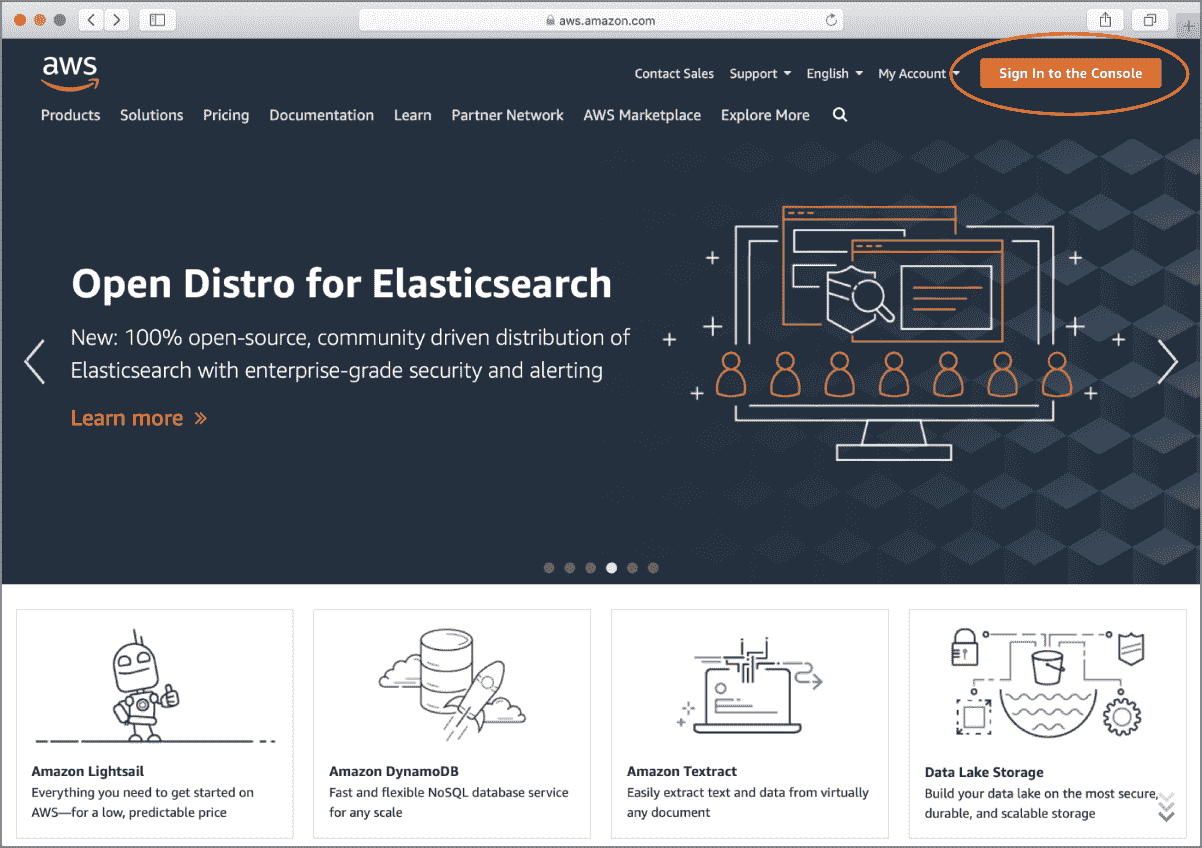 aws.amazon.com
aws
Contact Sales Support English My Account Sign In to the Console
Products Solutions Pricing Documentation Learn Partner Network AWS Marketplace Explore More
Open Distro for Elasticsearch
New: 100% open-source, community driven distribution of
Elasticsearch with enterprise-grade security and alerting
Learn more »
Amazon Lightsail
Everything you need to get started on
AWS—for a low, predictable price
Amazon DynamoDB
Fast and flexible NoSQL database service
for any scale
Amazon Textract
Easily extract text and data from virtually
any document
Data Lake Storage
Build your data lake on the most secure,
durable, and scalable storage